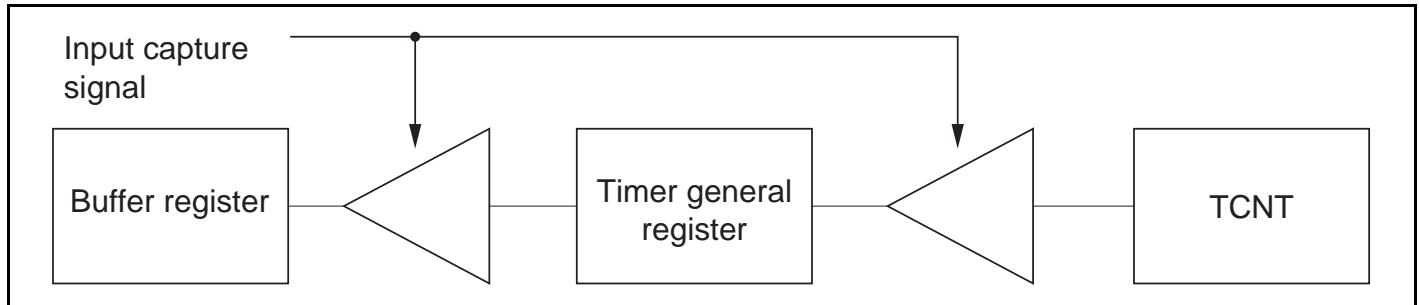 Input capture
signal
Buffer register
Timer general
register
TCNT